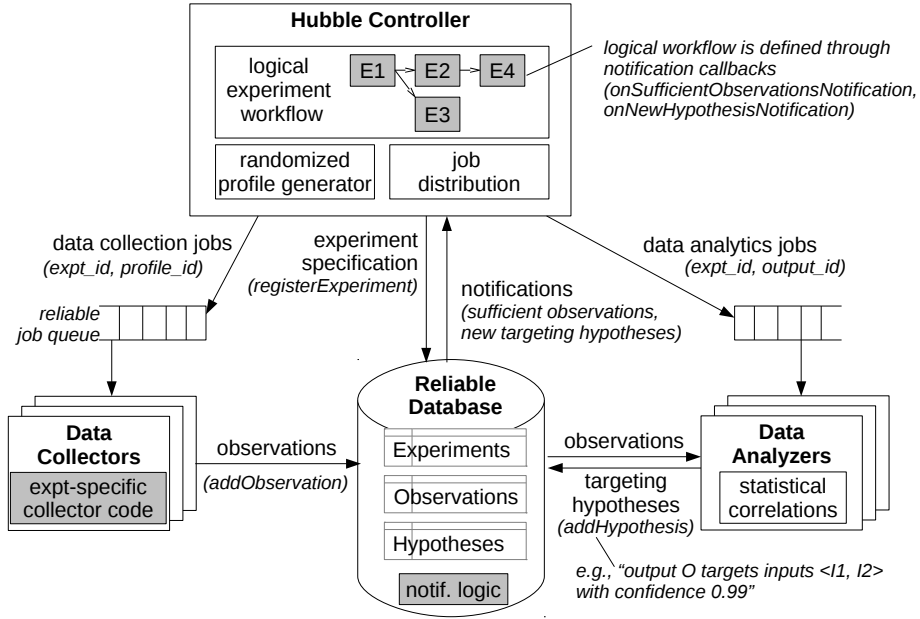 Hubble Controller
logical
experiment
workflow
E1
E2
E4
E3
logical workflow is defined through
notification callbacks
(onSufficientObservationsNotification,
onNewHypothesisNotification)
randomized
profile generator
job
distribution
data collection jobs
(expt_id, profile_id)
experiment
specification
(registerExperiment)
notifications
(sufficient observations,
new targeting hypotheses)
data analytics jobs
(expt_id, output_id)
reliable
job queue
Data
Collectors
expt-specific
collector code
observations
(addObservation)
Reliable
Database
Experiments
Observations
Hypotheses
notif. logic
observations
targeting
hypotheses
(addHypothesis)
Data
Analyzers
statistical
correlations
e.g., “output O targets inputs <I1, I2>
with confidence 0.99”